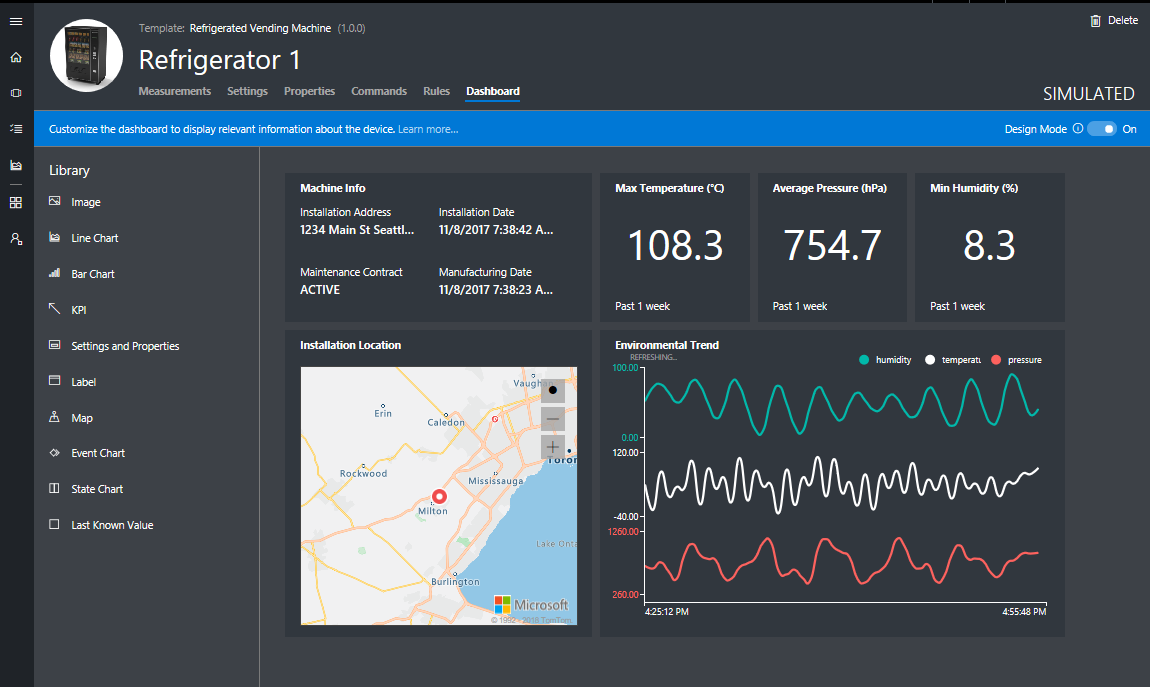 Template: Refrigerated Vending Machine (1.0.0)
Delete
Refrigerator 1
Measurements Settings Properties Commands Rules Dashboard
SIMULATED
Customize the dashboard to display relevant information about the device. Learn more...
Design Mode On
Library
Image
Line Chart
Bar Chart
KPI
Settings and Properties
Label
Map
Event Chart
State Chart
Last Known Value
Machine Info
Installation Address Installation Date
1234 Main St Seattl... 11/8/2017 7:38:42 A...
Maintenance Contract Manufacturing Date
ACTIVE 11/8/2017 7:38:23 A...
Max Temperature (°C)
108.3
Past 1 week
Average Pressure (hPa)
754.7
Past 1 week
Min Humidity (%)
8.3
Past 1 week
Installation Location
Vaughan
Erin
Caledon
Toron
Rockwood
Mississauga
Milton
Lake Onta
Burlington
Microsoft
© 1992 - 2018 TomTom
Environmental Trend
REFRESHING...
humidity temperatu pressure
100.00
0.00
120.00
-40.00
1260.00
260.00
4:25:12 PM 4:55:48 PM